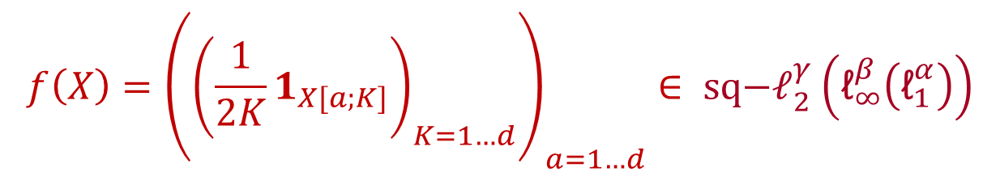 f(X) = (((1/2K) 𝟏_{X[a;K]})_{K=1…d})_{a=1…d} ∈ sq−ℓ_2^γ(ℓ_∞^β(ℓ_1^α))